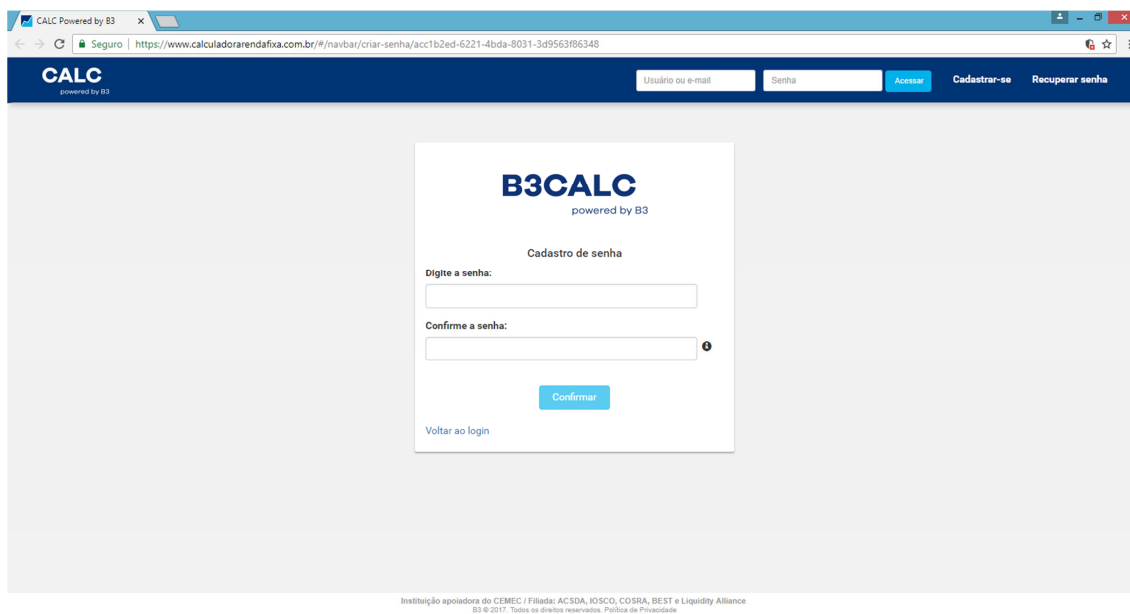 CALC Powered by B3
Seguro | https://www.calculadorarendafixa.com.br/#/navbar/criar-senha/acc1b2ed-6221-4bda-8031-3d9563f86348
CALC
powered by B3
Usuário ou e-mail
Senha
Acessar
Cadastrar-se
Recuperar senha
B3CALC
powered by B3
Cadastro de senha
Digite a senha:
Confirme a senha:
Confirmar
Voltar ao login
Instituição apoiadora do CEMEC / Filiada: ACSDA, IOSCO, COSRA, BEST e Liquidity Alliance
B3 © 2017. Todos os direitos reservados. Política de Privacidade